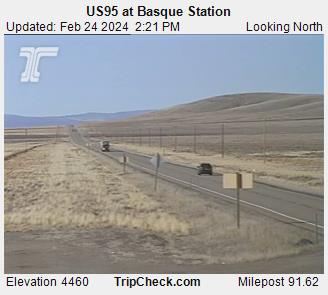 US95 at Basque Station
Updated: Feb 24 2024 2:21 PM Looking North
Elevation 4460 TripCheck.com Milepost 91.62